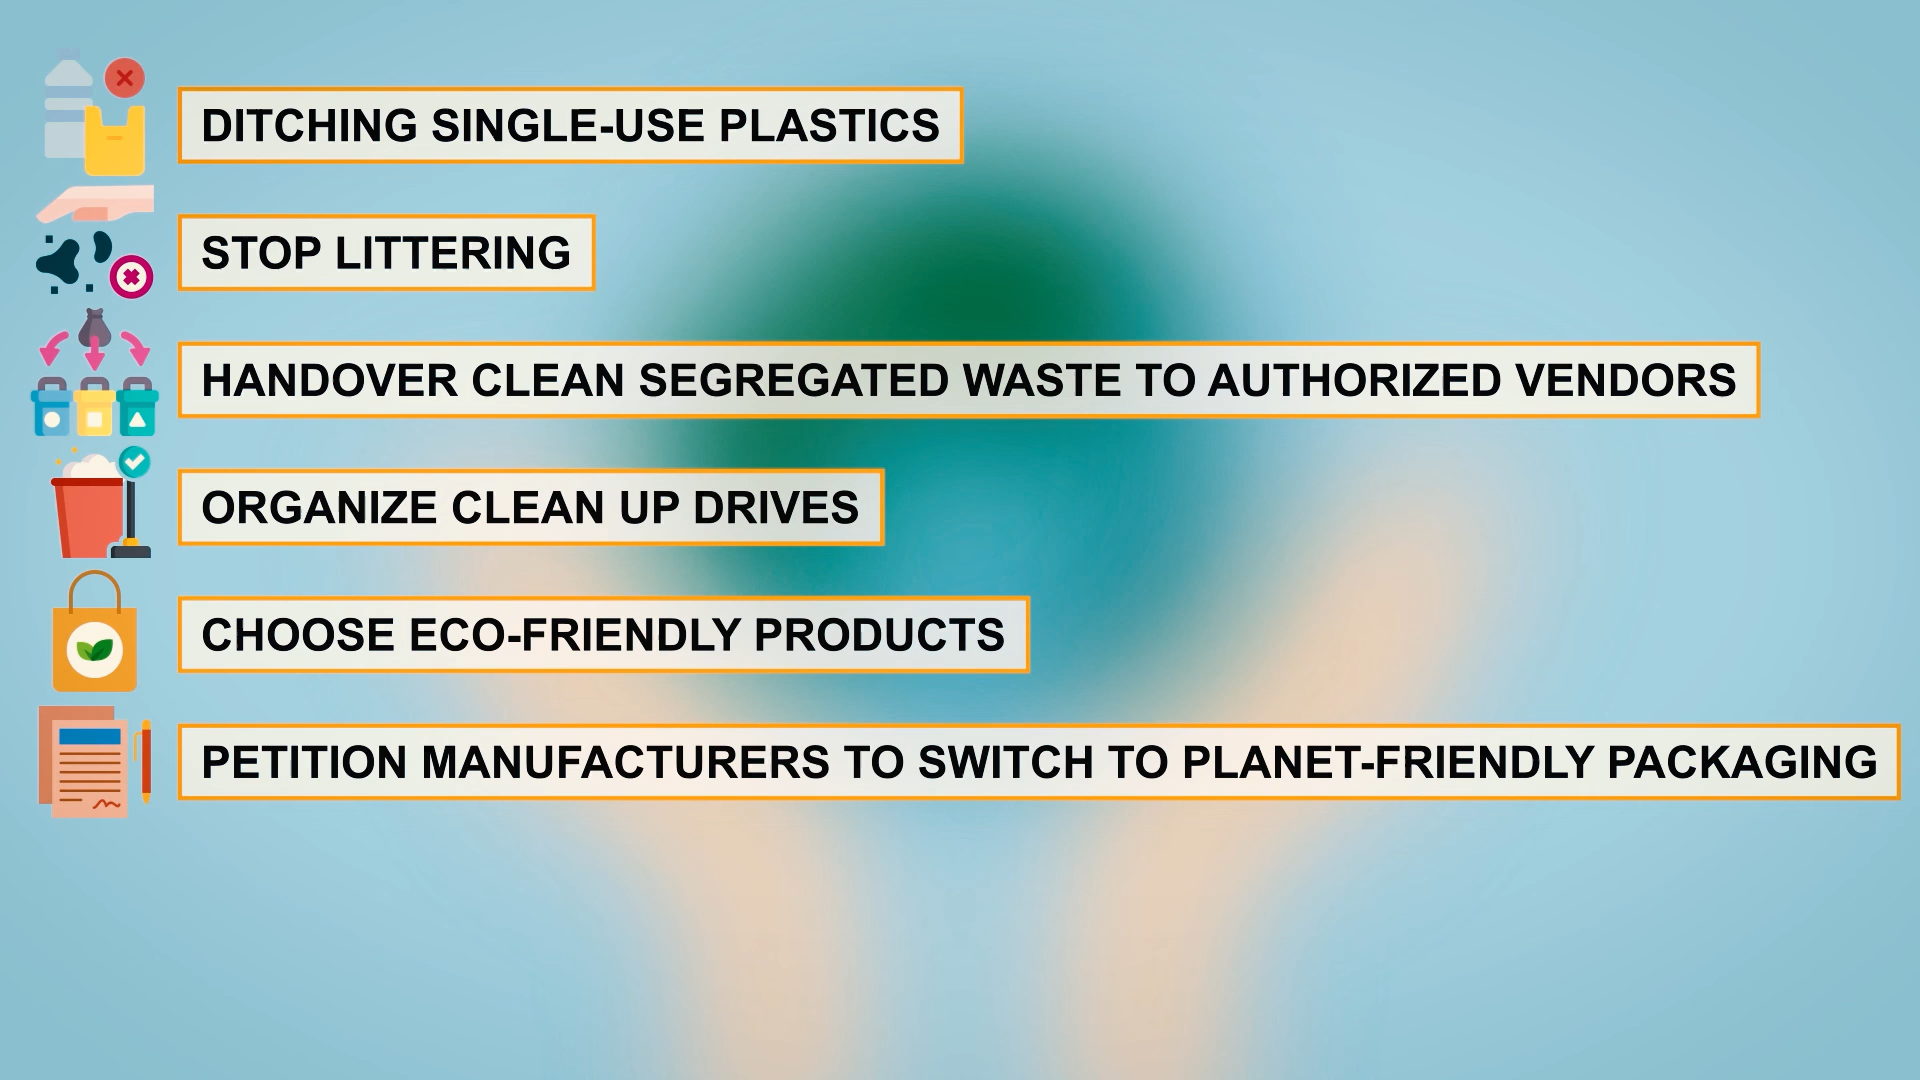 DITCHING SINGLE-USE PLASTICS
STOP LITTERING
HANDOVER CLEAN SEGREGATED WASTE TO AUTHORIZED VENDORS
ORGANIZE CLEAN UP DRIVES
CHOOSE ECO-FRIENDLY PRODUCTS
PETITION MANUFACTURERS TO SWITCH TO PLANET-FRIENDLY PACKAGING